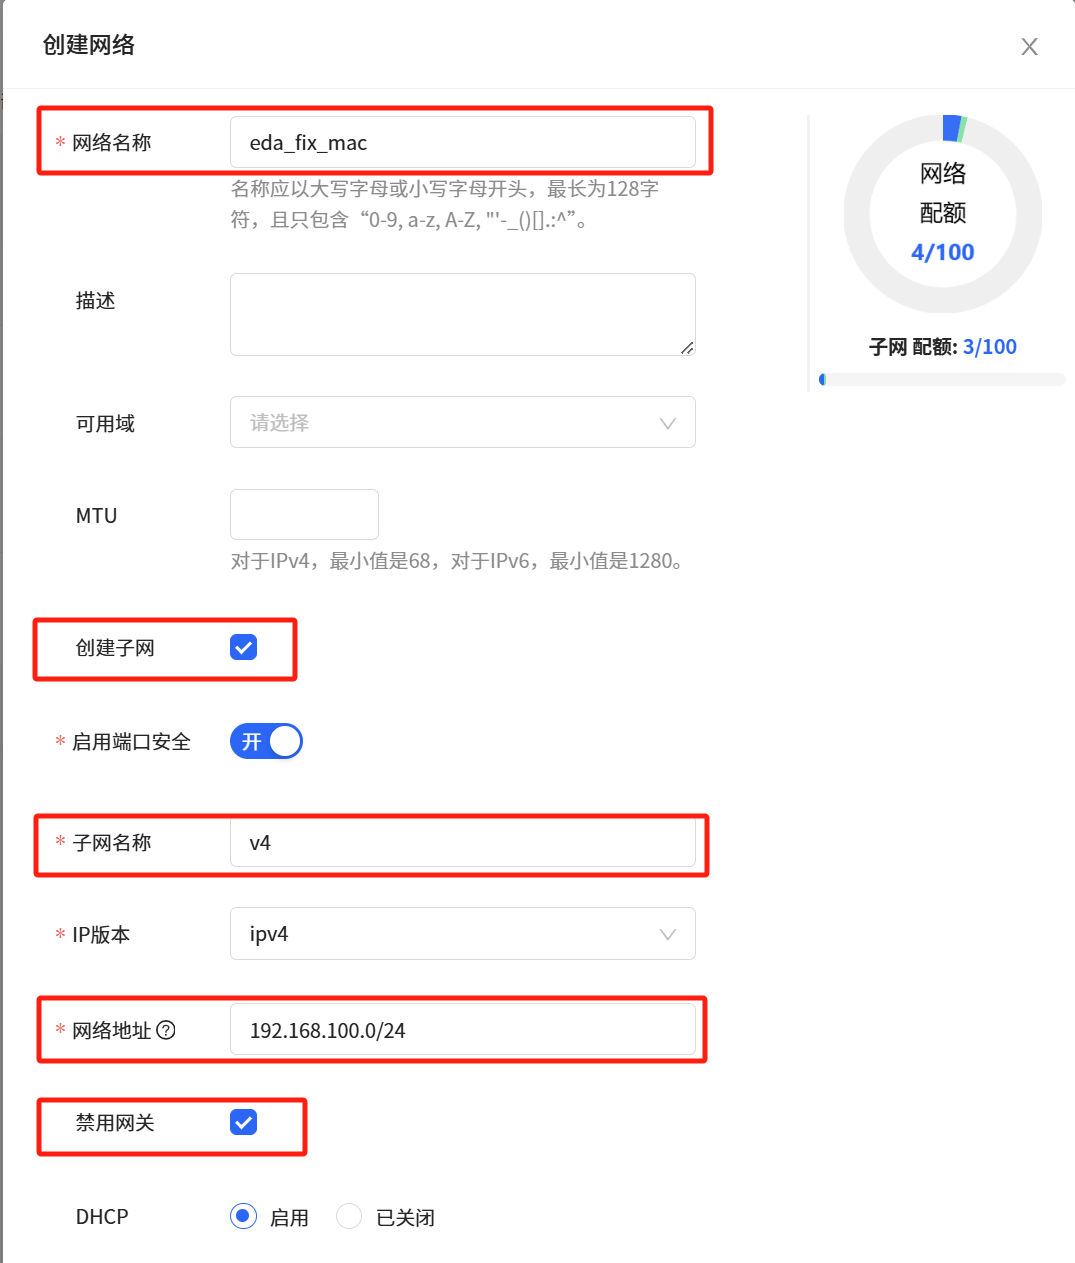 创建网络
* 网络名称
eda_fix_mac
名称应以大写字母或小写字母开头，最长为128字
符，且只包含“0-9, a-z, A-Z, "'-_()[].:^”。
描述
可用域
请选择
MTU
对于IPv4，最小值是68，对于IPv6，最小值是1280。
创建子网
* 启用端口安全
开
* 子网名称
v4
* IP版本
ipv4
* 网络地址
192.168.100.0/24
禁用网关
DHCP
启用
已关闭
网络
配额
4/100
子网 配额: 3/100